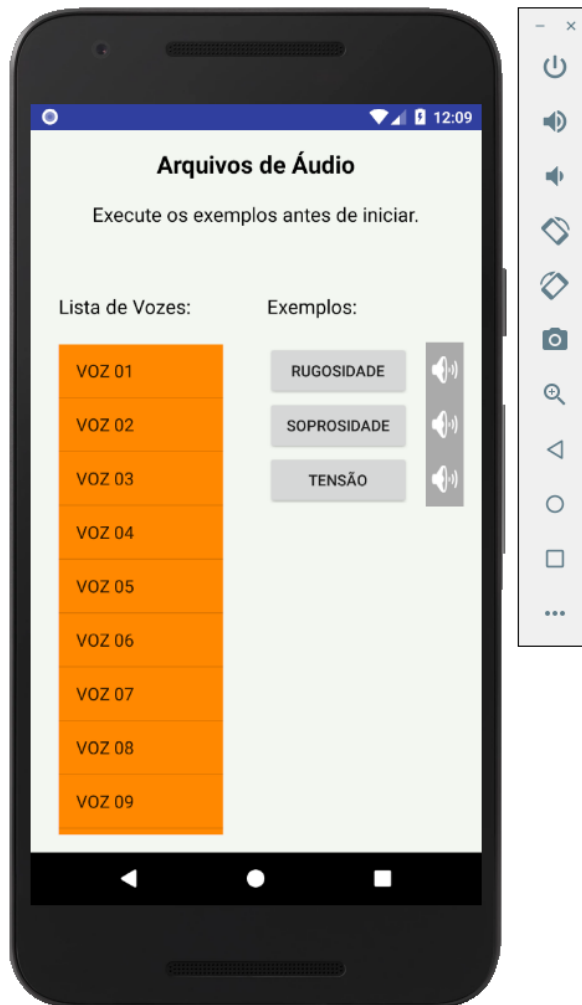 12:09
Arquivos de Áudio
Execute os exemplos antes de iniciar.
Lista de Vozes:
Exemplos:
VOZ 01
RUGOSIDADE
VOZ 02
SOPROSIDADE
VOZ 03
TENSÃO
VOZ 04
VOZ 05
VOZ 06
VOZ 07
VOZ 08
VOZ 09